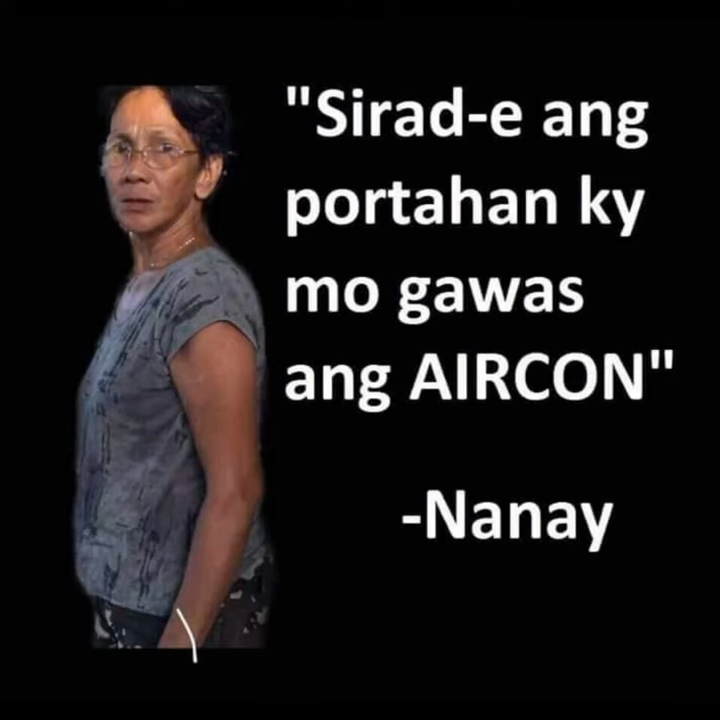 "Sirad-e ang
portahan ky
mo gawas
ang AIRCON"
-Nanay